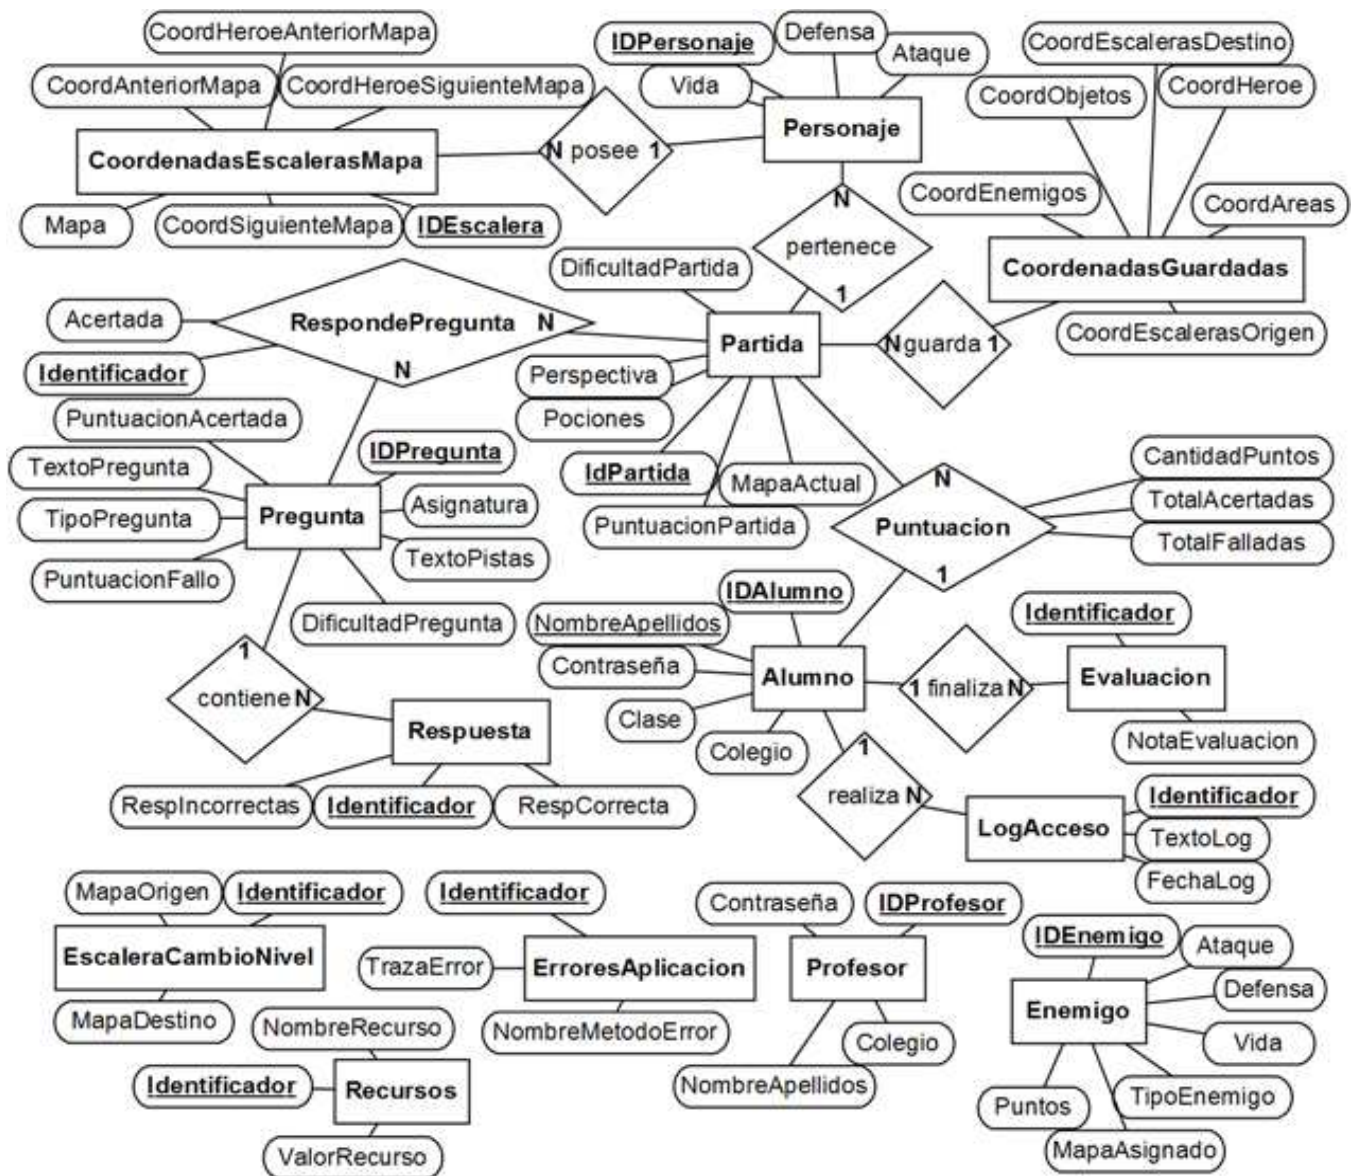 CoordHeroeAnteriorMapa
CoordAnteriorMapa
CoordHeroeSiguienteMapa
CoordenadasEscalerasMapa
Mapa
CoordSiguienteMapa
IDEscalera
N posee 1
IDPersonaje
Defensa
Vida
Ataque
Personaje
CoordEscalerasDestino
CoordObjetos
CoordHeroe
CoordEnemigos
CoordAreas
CoordenadasGuardadas
CoordEscalerasOrigen
N
pertenece
1
DificultadPartida
Acertada
RespondePregunta N
N
Identificador
Partida
N guarda 1
Perspectiva
Pociones
IdPartida
MapaActual
PuntuacionPartida
PuntuacionAcertada
IDPregunta
TextoPregunta
Asignatura
TipoPregunta
Pregunta
TextoPistas
PuntuacionFallo
DificultadPregunta
N
Puntuacion
1
CantidadPuntos
TotalAcertadas
TotalFalladas
IDAlumno
NombreApellidos
Contraseña
Alumno
Clase
Colegio
1 finaliza N
Identificador
Evaluacion
NotaEvaluacion
1
contiene N
Respuesta
RespIncorrectas
Identificador
RespCorrecta
1
realiza N
LogAcceso
Identificador
TextoLog
FechaLog
MapaOrigen
Identificador
EscaleraCambioNivel
MapaDestino
Identificador
TrazaError
ErroresAplicacion
NombreMetodoError
Contraseña
IDProfesor
Profesor
Colegio
NombreApellidos
IDEnemigo
Ataque
Defensa
Enemigo
Vida
TipoEnemigo
Puntos
MapaAsignado
NombreRecurso
Identificador
Recursos
ValorRecurso